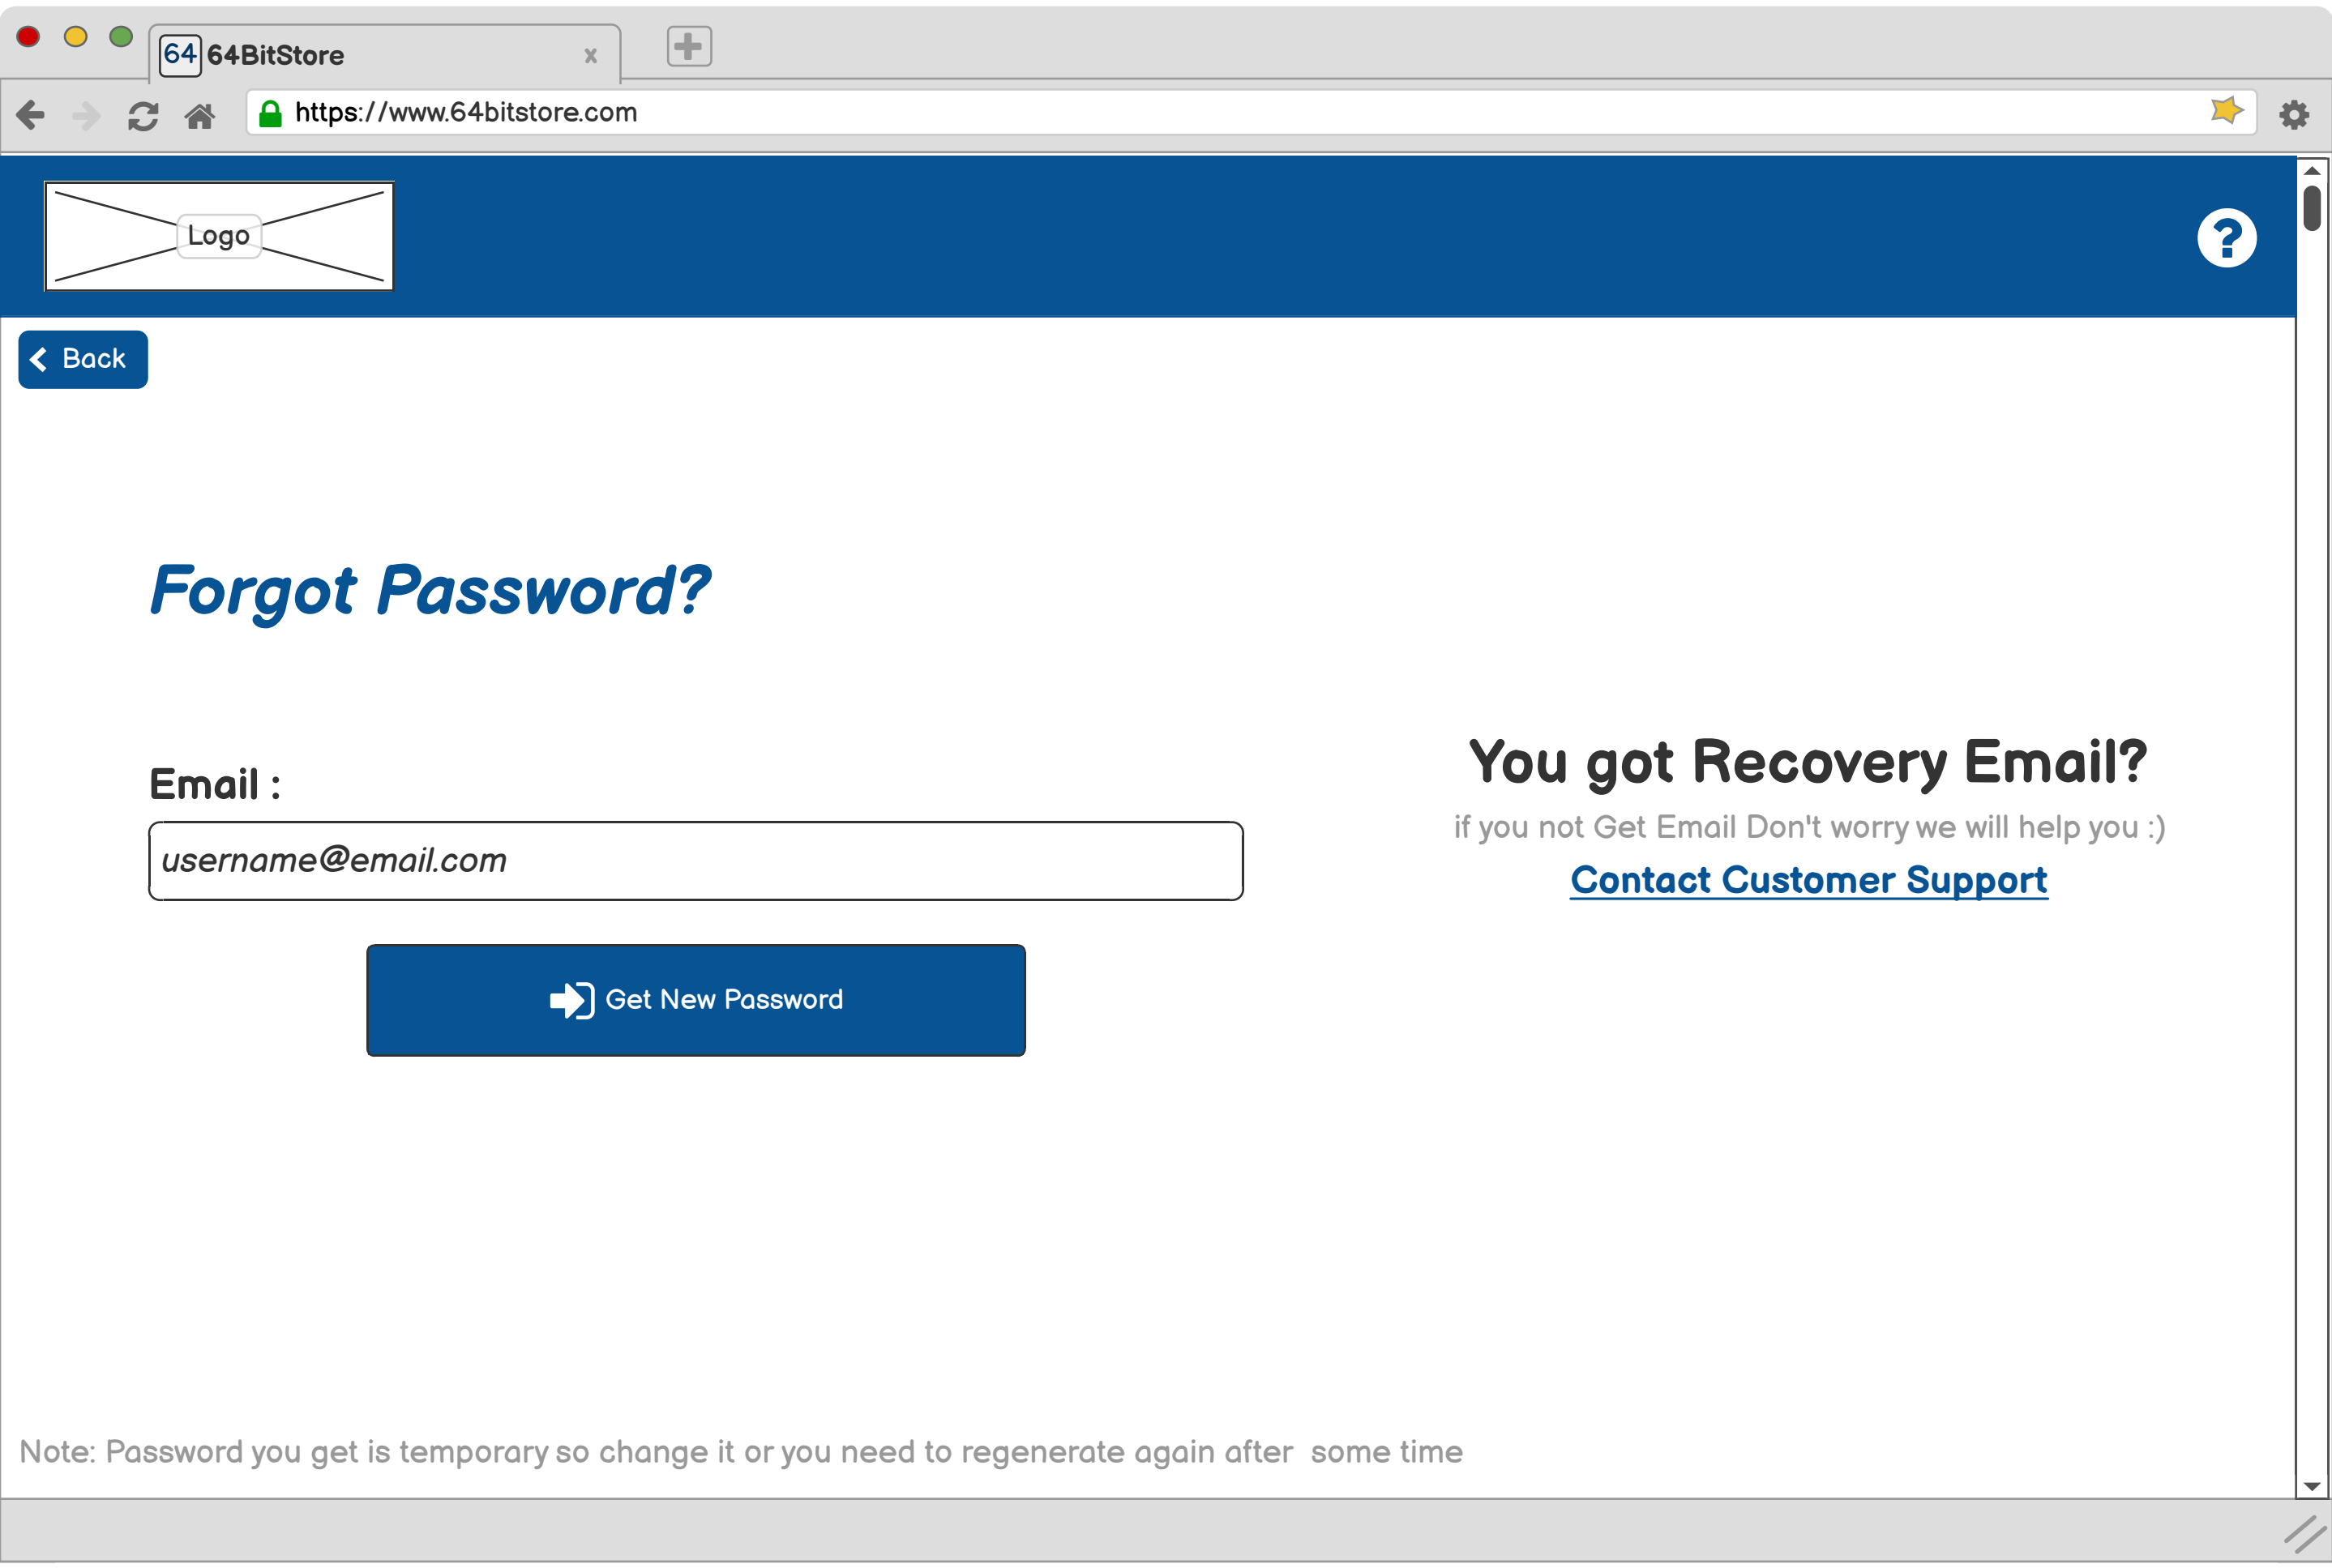 64 64BitStore x
https://www.64bitstore.com
Logo
?
Back
Forgot Password?
Email :
username@email.com
Get New Password
You got Recovery Email?
if you not Get Email Don't worry we will help you :)
Contact Customer Support
Note: Password you get is temporary so change it or you need to regenerate again after  some time